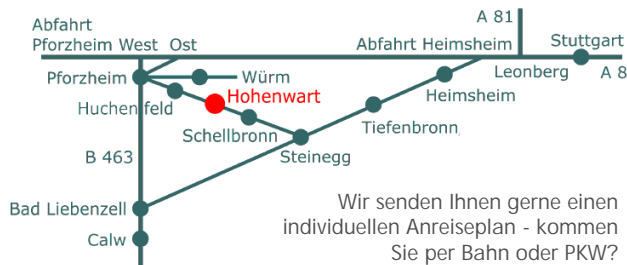 Abfahrt
Pforzheim West Ost
Abfahrt Heimsheim
A 81
Stuttgart
Leonberg
A 8
Pforzheim
Würm
Heimsheim
Huchenfeld
Hohenwart
Tiefenbronn
Schellbronn
Steinegg
B 463
Bad Liebenzell
Calw
Wir senden Ihnen gerne einen
individuellen Anreiseplan - kommen
Sie per Bahn oder PKW?